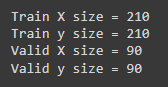 Train X size = 210
Train y size = 210
Valid X size = 90
Valid y size = 90